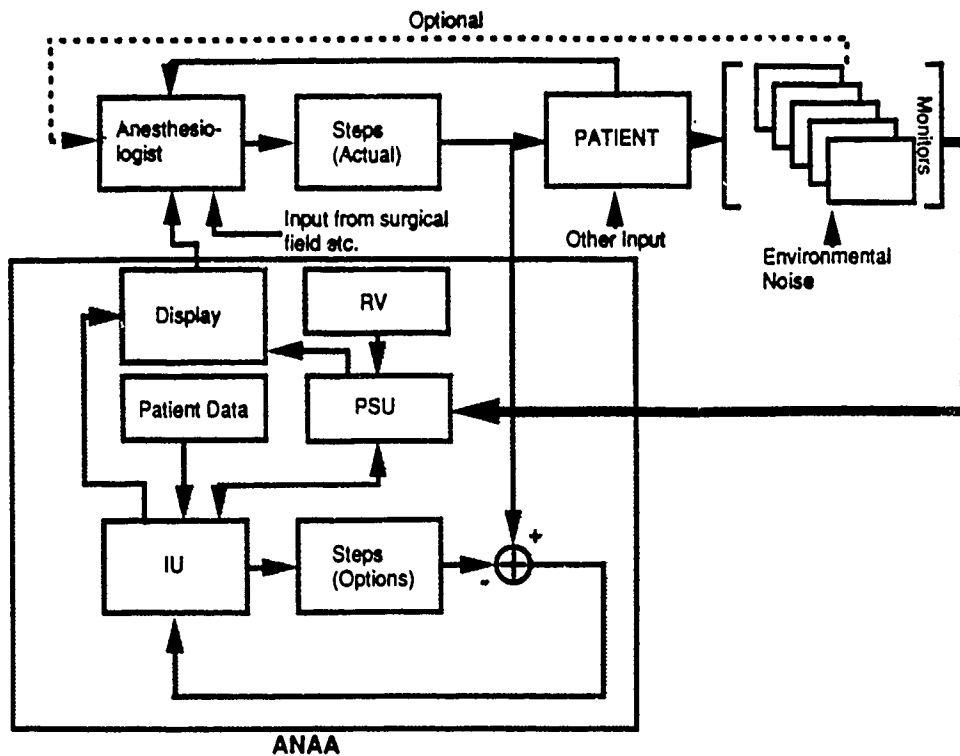 Optional
Anesthesio-
logist
Steps
(Actual)
PATIENT
Monitors
Input from surgical
field etc.
Other Input
Environmental
Noise
Display
RV
Patient Data
PSU
IU
Steps
(Options)
+
-
ANAA